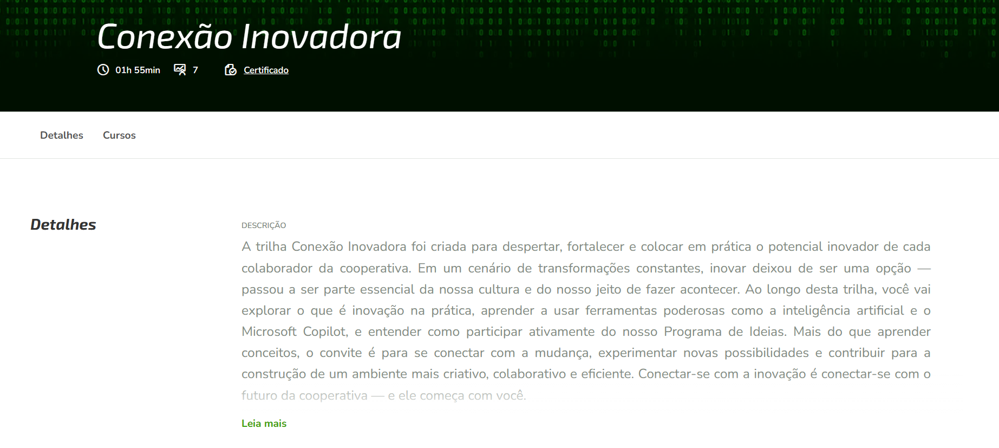 Conexão Inovadora
01h 55min 7 Certificado
Detalhes Cursos
Detalhes
DESCRIÇÃO
A trilha Conexão Inovadora foi criada para despertar, fortalecer e colocar em prática o potencial inovador de cada
colaborador da cooperativa. Em um cenário de transformações constantes, inovar deixou de ser uma opção —
passou a ser parte essencial da nossa cultura e do nosso jeito de fazer acontecer. Ao longo desta trilha, você vai
explorar o que é inovação na prática, aprender a usar ferramentas poderosas como a inteligência artificial e o
Microsoft Copilot, e entender como participar ativamente do nosso Programa de Ideias. Mais do que aprender
conceitos, o convite é para se conectar com a mudança, experimentar novas possibilidades e contribuir para a
construção de um ambiente mais criativo, colaborativo e eficiente. Conectar-se com a inovação é conectar-se com o
futuro da cooperativa — e ele começa com você.
Leia mais